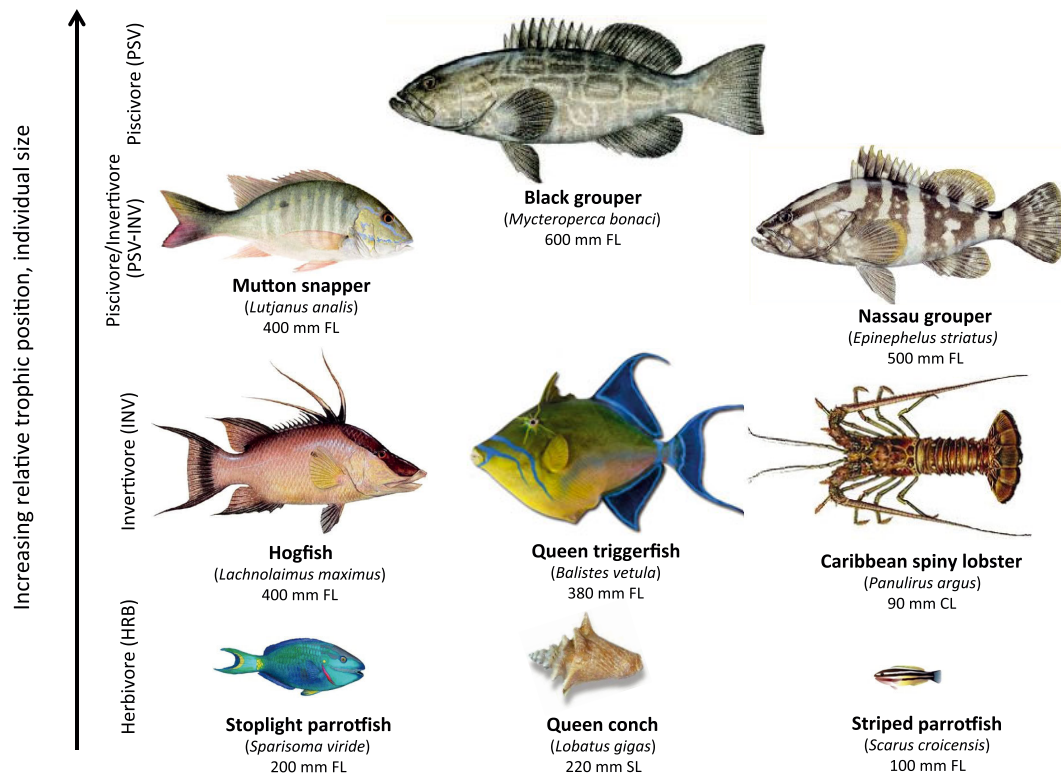 Increasing relative trophic position, individual size
Piscivore (PSV)
Black grouper
(Mycteroperca bonaci)
600 mm FL
Piscivore/Invertivore
(PSV-INV)
Mutton snapper
(Lutjanus analis)
400 mm FL
Nassau grouper
(Epinephelus striatus)
500 mm FL
Invertivore (INV)
Hogfish
(Lachnolaimus maximus)
400 mm FL
Queen triggerfish
(Balistes vetula)
380 mm FL
Caribbean spiny lobster
(Panulirus argus)
90 mm CL
Herbivore (HRB)
Stoplight parrotfish
(Sparisoma viride)
200 mm FL
Queen conch
(Lobatus gigas)
220 mm SL
Striped parrotfish
(Scarus croicensis)
100 mm FL